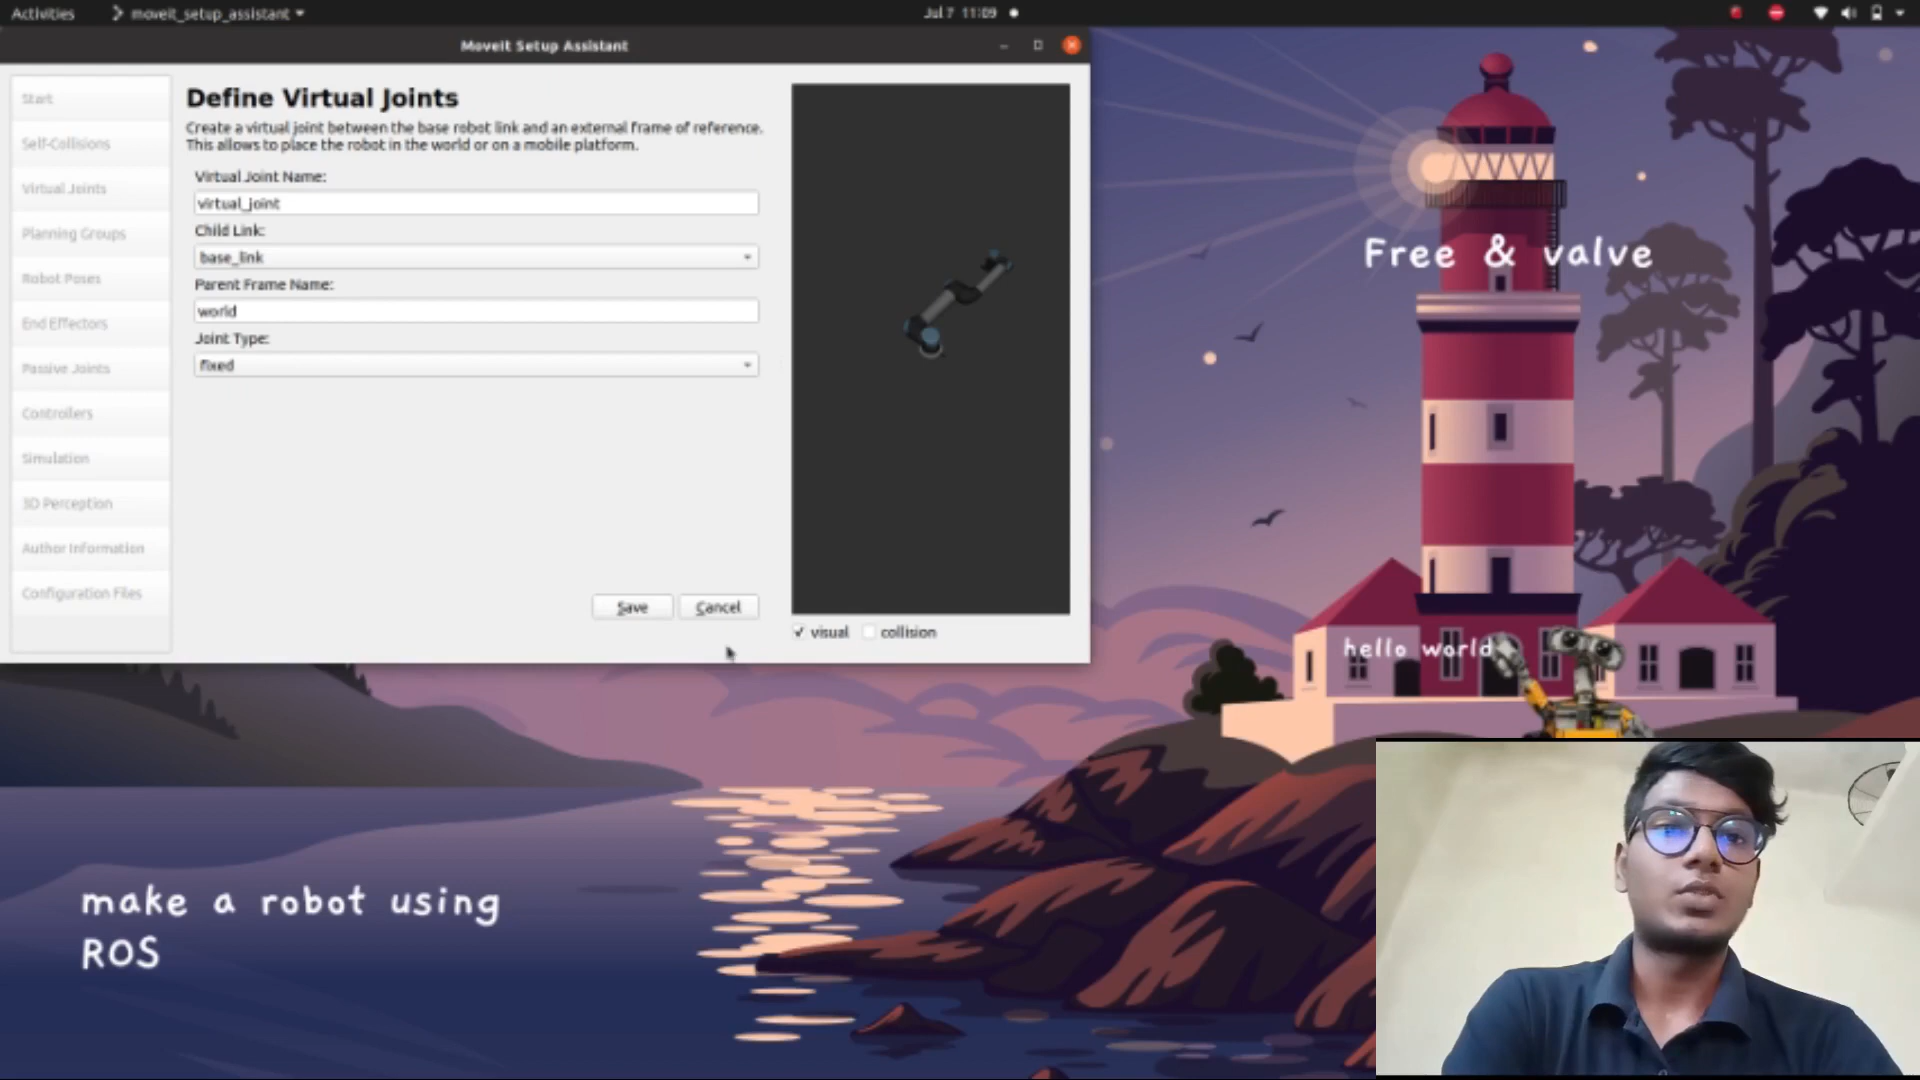 Activities
moveit_setup_assistant
Jul 7 11:09
MoveIt Setup Assistant
Start
Self-Collisions
Virtual Joints
Planning Groups
Robot Poses
End Effectors
Passive Joints
Controllers
Simulation
3D Perception
Author Information
Configuration Files
Define Virtual Joints
Create a virtual joint between the base robot link and an external frame of reference.
This allows to place the robot in the world or on a mobile platform.
Virtual Joint Name:
virtual_joint
Child Link:
base_link
Parent Frame Name:
world
Joint Type:
fixed
Save
Cancel
visual
collision
Free & valve
hello world
make a robot using
ROS